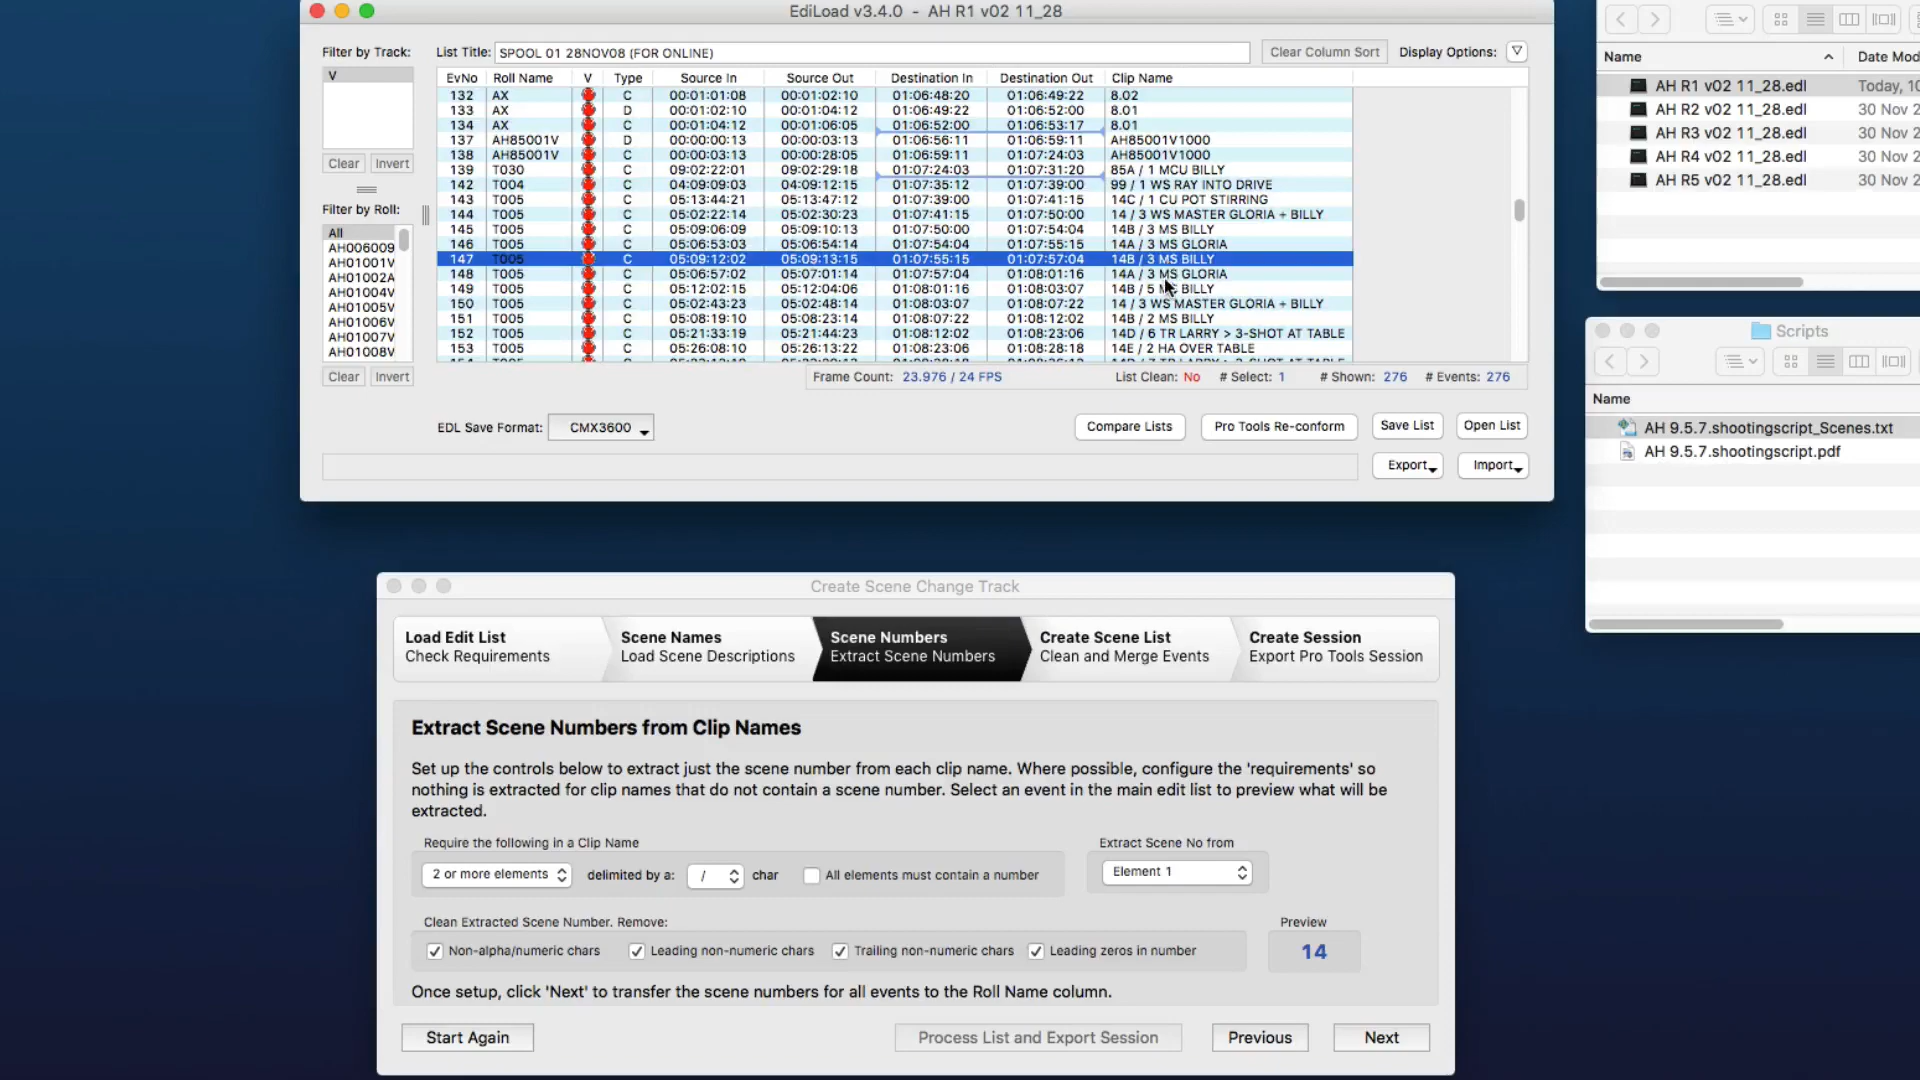 EdiLoad v3.4.0 - AH R1 v02 11_28
Filter by Track:
V
Clear Invert
Filter by Roll:
All
AH006009
AH01001V
AH01002A
AH01004V
AH01005V
AH01006V
AH01007V
AH01008V
Clear Invert
List Title: SPOOL 01 28NOV08 (FOR ONLINE) Clear Column Sort Display Options:
EvNo Roll Name V Type Source In Source Out Destination In Destination Out Clip Name
132 AX C 00:01:01:08 00:01:02:10 01:06:48:20 01:06:49:22 8.02
133 AX D 00:01:02:10 00:01:04:12 01:06:49:22 01:06:52:00 8.01
134 AX C 00:01:04:12 00:01:06:05 01:06:52:00 01:06:53:17 8.01
137 AH85001V D 00:00:00:13 00:00:03:13 01:06:56:11 01:06:59:11 AH85001V1000
138 AH85001V C 00:00:03:13 00:00:28:05 01:06:59:11 01:07:24:03 AH85001V1000
139 T030 C 09:02:22:01 09:02:29:18 01:07:24:03 01:07:31:20 85A / 1 MCU BILLY
142 T004 C 04:09:09:03 04:09:12:15 01:07:35:12 01:07:39:00 99 / 1 WS RAY INTO DRIVE
143 T005 C 05:13:44:21 05:13:47:12 01:07:39:00 01:07:41:15 14C / 1 CU POT STIRRING
144 T005 C 05:02:22:14 05:02:30:23 01:07:41:15 01:07:50:00 14 / 3 WS MASTER GLORIA + BILLY
145 T005 C 05:09:06:09 05:09:10:13 01:07:50:00 01:07:54:04 14B / 3 MS BILLY
146 T005 C 05:06:53:03 05:06:54:14 01:07:54:04 01:07:55:15 14A / 3 MS GLORIA
147 T005 C 05:09:12:02 05:09:13:15 01:07:55:15 01:07:57:04 14B / 3 MS BILLY
148 T005 C 05:06:57:02 05:07:01:14 01:07:57:04 01:08:01:16 14A / 3 MS GLORIA
149 T005 C 05:12:02:15 05:12:04:06 01:08:01:16 01:08:03:07 14B / 5 BILLY
150 T005 C 05:02:43:23 05:02:48:14 01:08:03:07 01:08:07:22 14 / 3 WS MASTER GLORIA + BILLY
151 T005 C 05:08:19:10 05:08:23:14 01:08:07:22 01:08:12:02 14B / 2 MS BILLY
152 T005 C 05:21:33:19 05:21:44:23 01:08:12:02 01:08:23:06 14D / 6 TR LARRY > 3-SHOT AT TABLE
153 T005 C 05:26:08:10 05:26:13:22 01:08:23:06 01:08:28:18 14E / 2 HA OVER TABLE
Frame Count: 23.976 / 24 FPS List Clean: No # Select: 1 # Shown: 276 # Events: 276
EDL Save Format: CMX3600 Compare Lists Pro Tools Re-conform Save List Open List
Export Import
Name Date Mod
AH R1 v02 11_28.edl Today, 10
AH R2 v02 11_28.edl 30 Nov 2
AH R3 v02 11_28.edl 30 Nov 2
AH R4 v02 11_28.edl 30 Nov 2
AH R5 v02 11_28.edl 30 Nov 2
Scripts
Name
AH 9.5.7.shootingscript_Scenes.txt
AH 9.5.7.shootingscript.pdf
Create Scene Change Track
Load Edit List
Check Requirements
Scene Names
Load Scene Descriptions
Scene Numbers
Extract Scene Numbers
Create Scene List
Clean and Merge Events
Create Session
Export Pro Tools Session
Extract Scene Numbers from Clip Names
Set up the controls below to extract just the scene number from each clip name. Where possible, configure the 'requirements' so
nothing is extracted for clip names that do not contain a scene number. Select an event in the main edit list to preview what will be
extracted.
Require the following in a Clip Name
2 or more elements delimited by a: / char All elements must contain a number
Extract Scene No from
Element 1
Clean Extracted Scene Number. Remove:
Non-alpha/numeric chars Leading non-numeric chars Trailing non-numeric chars Leading zeros in number
Preview
14
Once setup, click 'Next' to transfer the scene numbers for all events to the Roll Name column.
Start Again Process List and Export Session Previous Next